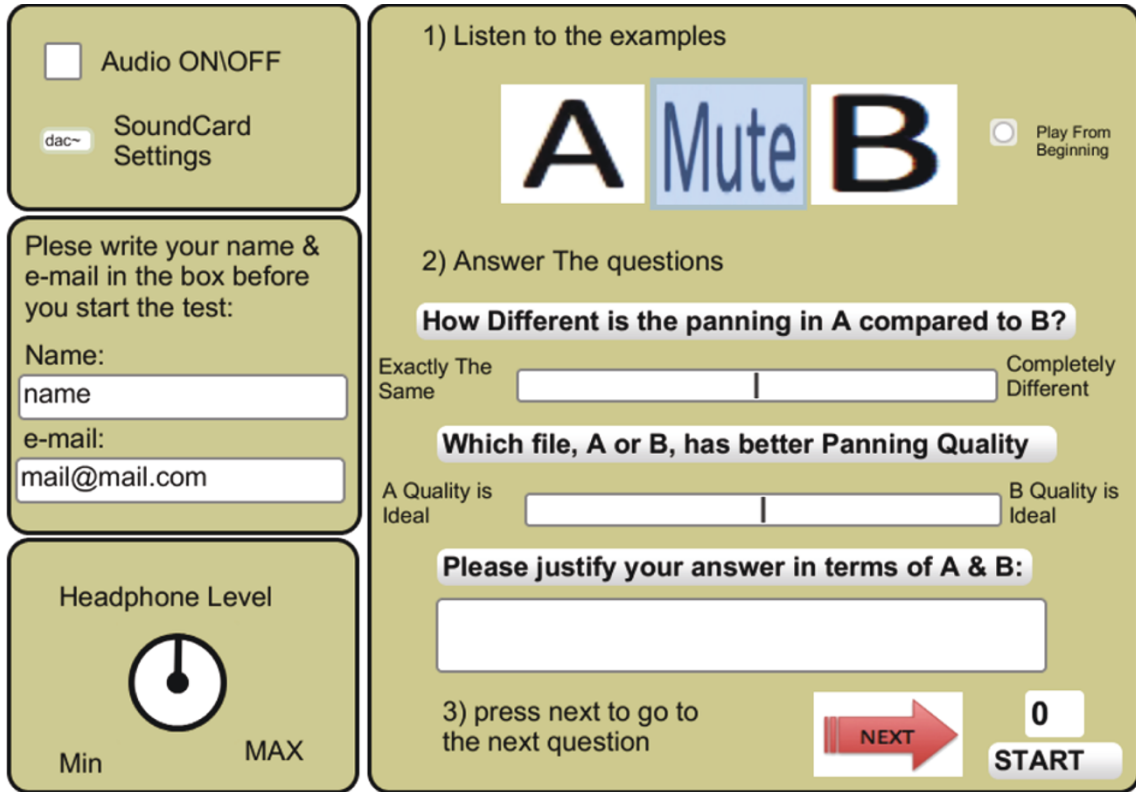 Audio ON\OFF
dac~
SoundCard
Settings
Plese write your name &
e-mail in the box before
you start the test:
Name:
name
e-mail:
mail@mail.com
Headphone Level
Min
MAX
1) Listen to the examples
A Mute B
Play From
Beginning
2) Answer The questions
How Different is the panning in A compared to B?
Exactly The
Same
Completely
Different
Which file, A or B, has better Panning Quality
A Quality is
Ideal
B Quality is
Ideal
Please justify your answer in terms of A & B:
3) press next to go to
the next question
NEXT
0
START